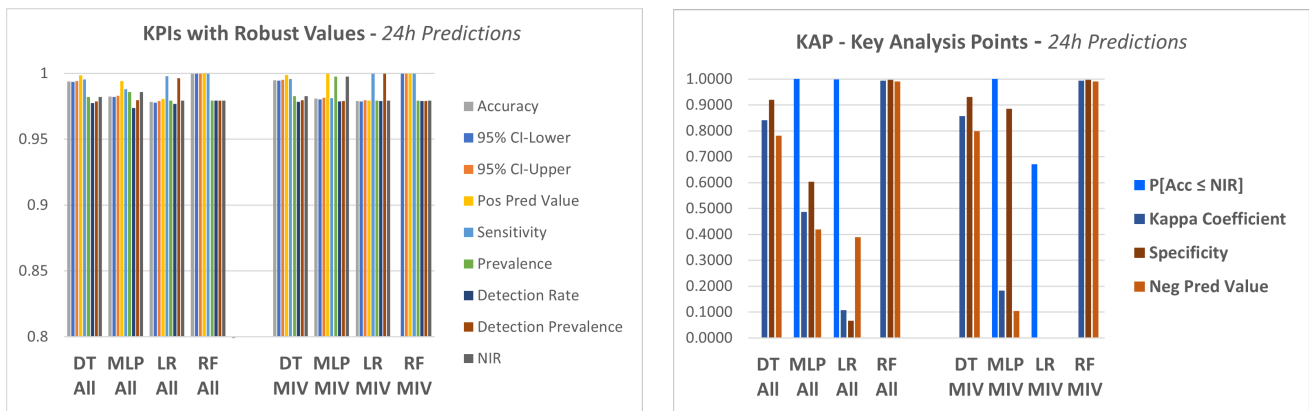 KPIs with Robust Values - 24h Predictions
1
0.95
0.9
0.85
0.8
DT
All
MLP
All
LR
All
RF
All
DT
MIV
MLP
MIV
LR
MIV
RF
MIV
Accuracy
95% CI-Lower
95% CI-Upper
Pos Pred Value
Sensitivity
Prevalence
Detection Rate
Detection Prevalence
NIR
KAP - Key Analysis Points - 24h Predictions
1.0000
0.9000
0.8000
0.7000
0.6000
0.5000
0.4000
0.3000
0.2000
0.1000
0.0000
DT
All
MLP
All
LR
All
RF
All
DT
MIV
MLP
MIV
LR
MIV
RF
MIV
P[Acc ≤ NIR]
Kappa Coefficient
Specificity
Neg Pred Value